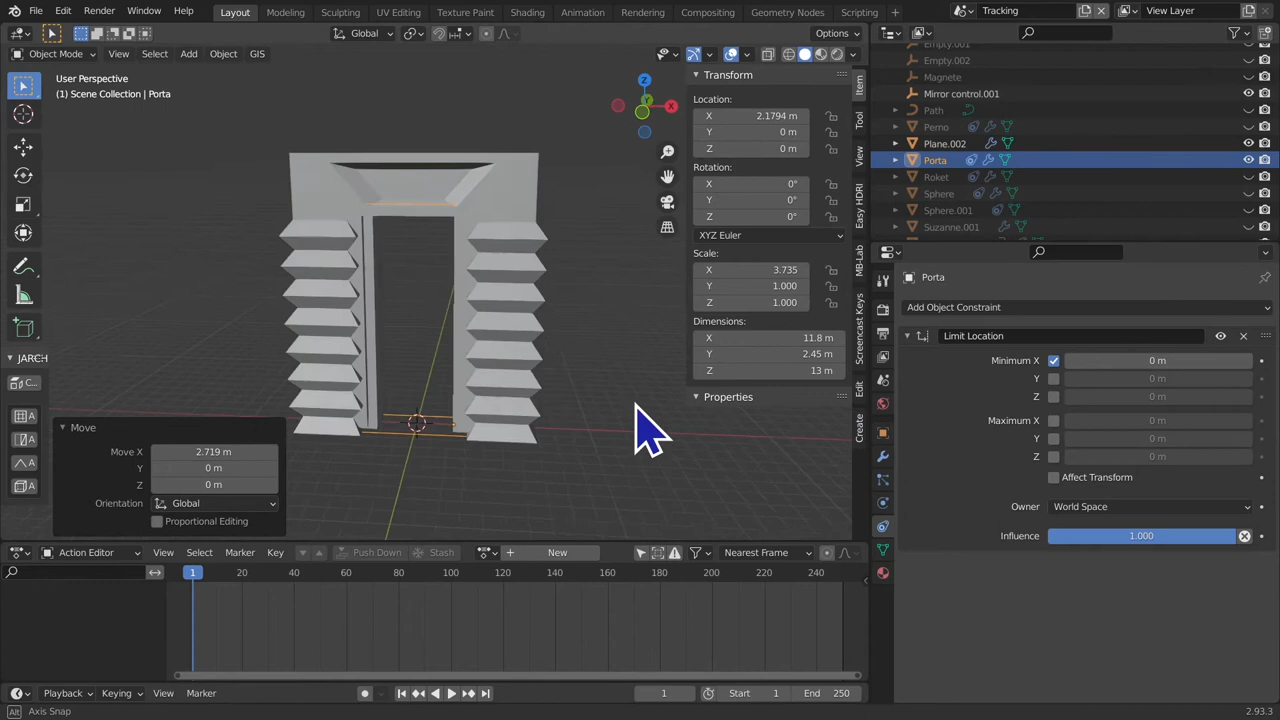 File Edit Render Window Help Layout Modeling Sculpting UV Editing Texture Paint Shading Animation Rendering Compositing Geometry Nodes Scripting + Tracking View Layer
Global Options
Object Mode View Select Add Object GIS
User Perspective
(1) Scene Collection | Porta
Z
Y
X
Transform
Location:
X 2.1794 m
Y 0 m
Z 0 m
Rotation:
X 0°
Y 0°
Z 0°
XYZ Euler
Scale:
X 3.735
Y 1.000
Z 1.000
Dimensions:
X 11.8 m
Y 2.45 m
Z 13 m
Properties
Item
Tool
View
Easy HDRI
MB-Lab
Screencast Keys
Edit
Create
Empty.001
Empty.002
Magnete
Mirror control.001
Path
Perno
Plane.002
Porta
Roket
Sphere
Sphere.001
Suzanne.001
Porta
Add Object Constraint
Limit Location
Minimum X 0 m
Y 0 m
Z 0 m
Maximum X 0 m
Y 0 m
Z 0 m
Affect Transform
Owner World Space
Influence 1.000
JARCH
C...
A
A
A
A
Move
Move X 2.719 m
Y 0 m
Z 0 m
Orientation Global
Proportional Editing
Action Editor View Select Marker Key Push Down Stash New Nearest Frame
1 20 40 60 80 100 120 140 160 180 200 220 240
Playback Keying View Marker 1 Start 1 End 250
Alt Axis Snap 2.93.3